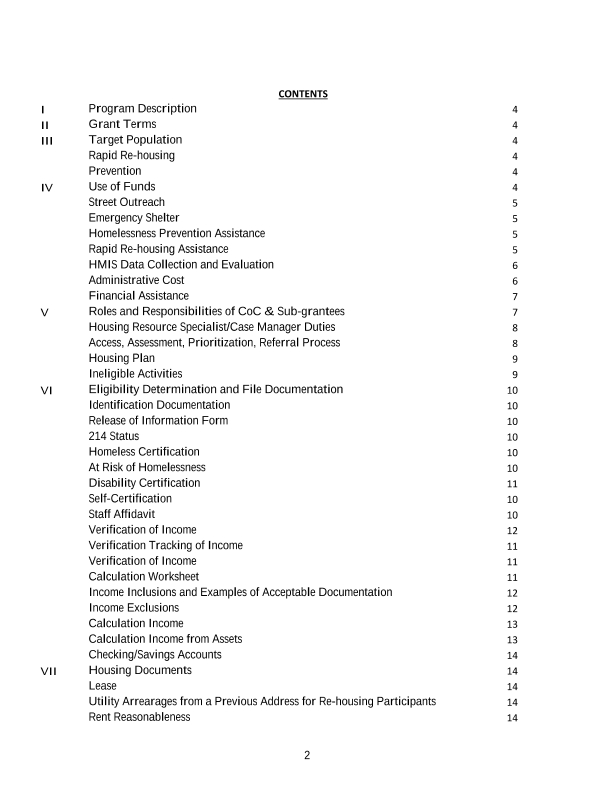 CONTENTS
I Program Description 4
II Grant Terms 4
III Target Population 4
Rapid Re-housing 4
Prevention 4
IV Use of Funds 4
Street Outreach 5
Emergency Shelter 5
Homelessness Prevention Assistance 5
Rapid Re-housing Assistance 5
HMIS Data Collection and Evaluation 6
Administrative Cost 6
Financial Assistance 7
V Roles and Responsibilities of CoC & Sub-grantees 7
Housing Resource Specialist/Case Manager Duties 8
Access, Assessment, Prioritization, Referral Process 8
Housing Plan 9
Ineligible Activities 9
VI Eligibility Determination and File Documentation 10
Identification Documentation 10
Release of Information Form 10
214 Status 10
Homeless Certification 10
At Risk of Homelessness 10
Disability Certification 11
Self-Certification 10
Staff Affidavit 10
Verification of Income 12
Verification Tracking of Income 11
Verification of Income 11
Calculation Worksheet 11
Income Inclusions and Examples of Acceptable Documentation 12
Income Exclusions 12
Calculation Income 13
Calculation Income from Assets 13
Checking/Savings Accounts 14
VII Housing Documents 14
Lease 14
Utility Arrearages from a Previous Address for Re-housing Participants 14
Rent Reasonableness 14
2